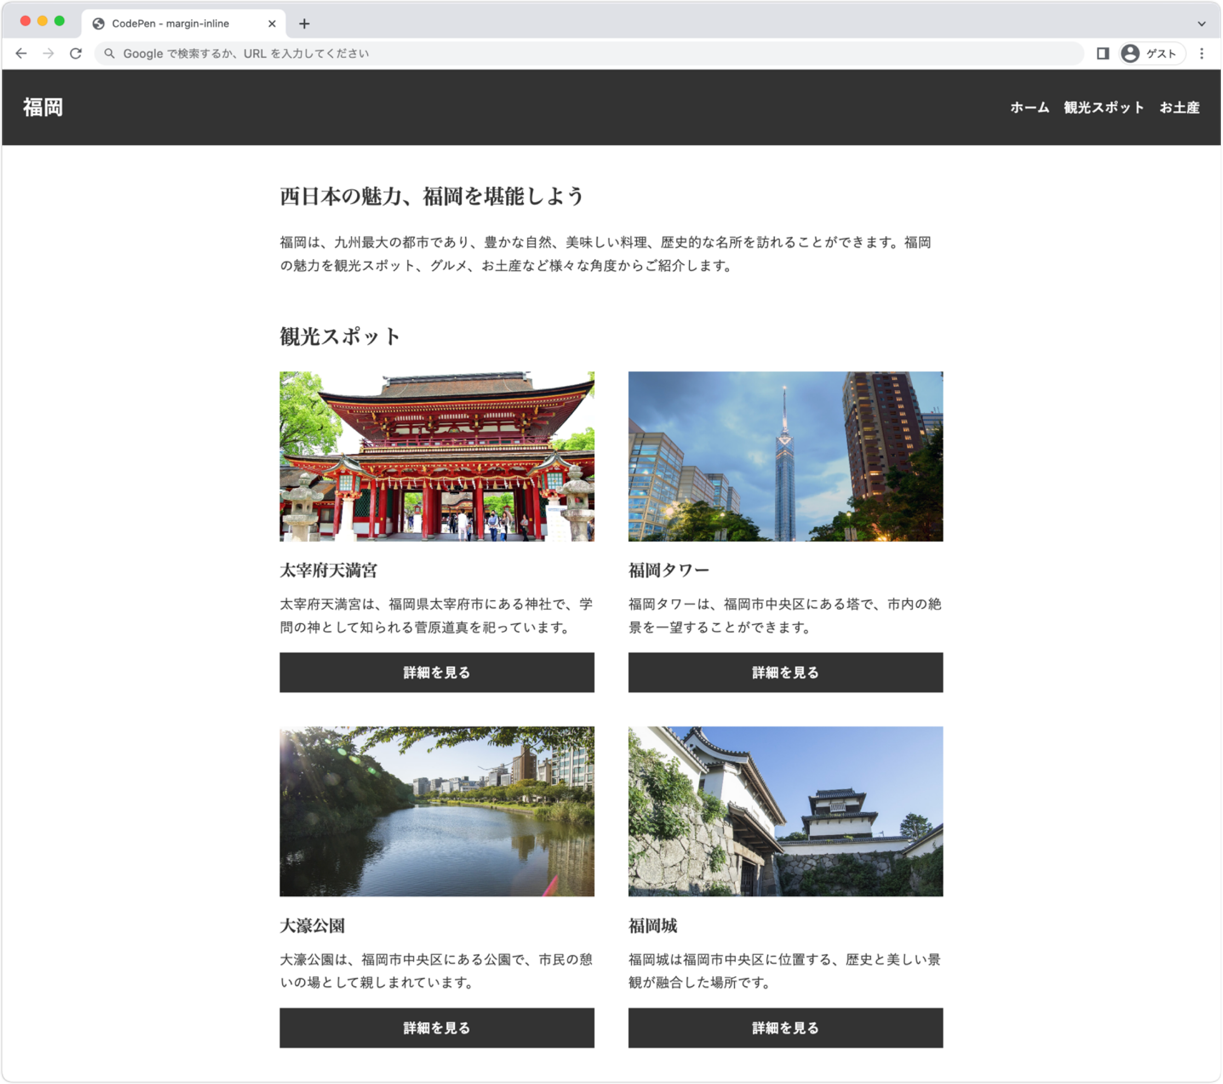 CodePen - margin-inline
Google で検索するか、URL を入力してください
ゲスト
福岡
ホーム 観光スポット お土産
西日本の魅力、福岡を堪能しよう
福岡は、九州最大の都市であり、豊かな自然、美味しい料理、歴史的な名所を訪れることができます。福岡
の魅力を観光スポット、グルメ、お土産など様々な角度からご紹介します。
観光スポット
太宰府天満宮
太宰府天満宮は、福岡県太宰府市にある神社で、学
問の神として知られる菅原道真を祀っています。
詳細を見る
福岡タワー
福岡タワーは、福岡市中央区にある塔で、市内の絶
景を一望することができます。
詳細を見る
大濠公園
大濠公園は、福岡市中央区にある公園で、市民の憩
いの場として親しまれています。
詳細を見る
福岡城
福岡城は福岡市中央区に位置する、歴史と美しい景
観が融合した場所です。
詳細を見る